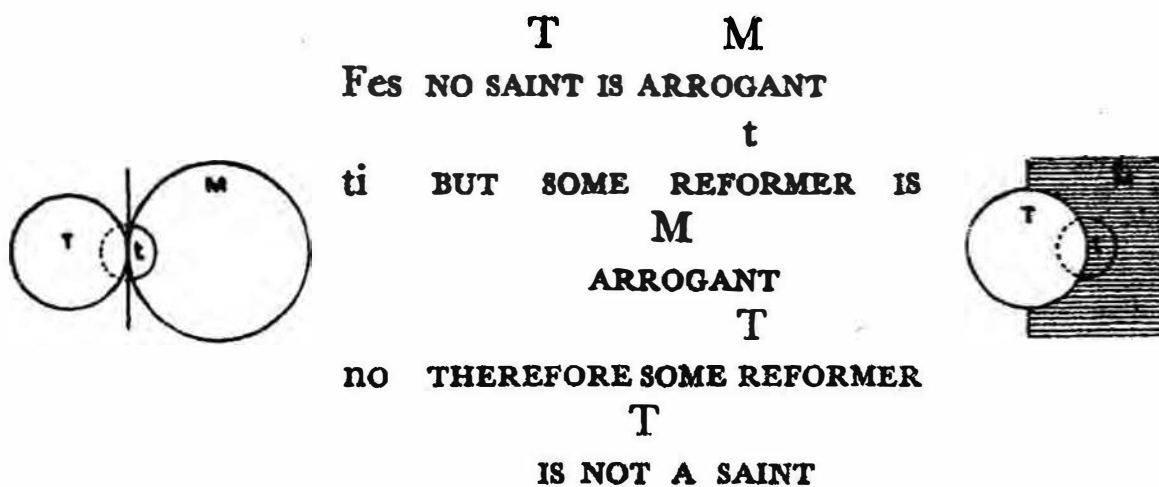 T M
Fes NO SAINT IS ARROGANT
t
ti BUT SOME REFORMER IS
M
ARROGANT
T
no THEREFORE SOME REFORMER
T
IS NOT A SAINT
T t M
T t M